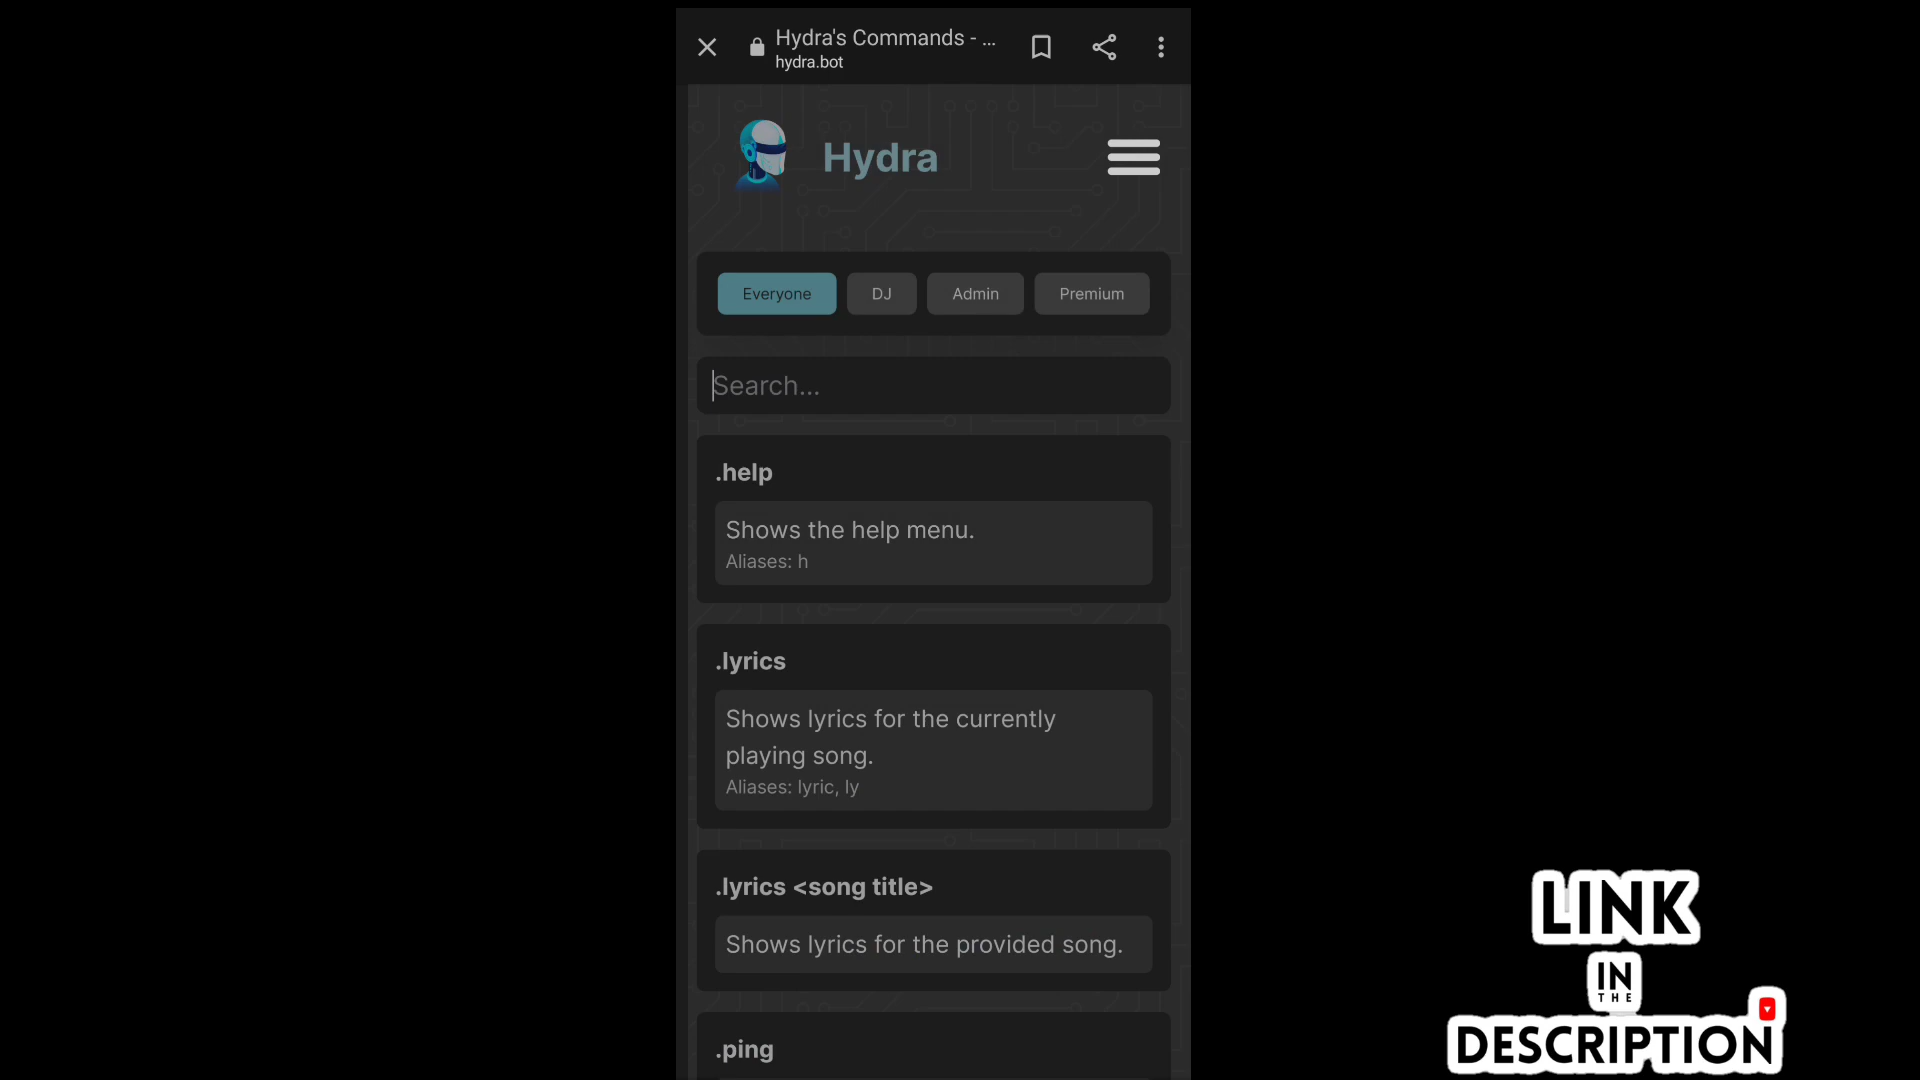 Hydra's Commands - ...
hydra.bot
Hydra
Everyone DJ Admin Premium
Search...
.help
Shows the help menu.
Aliases: h
.lyrics
Shows lyrics for the currently
playing song.
Aliases: lyric, ly
.lyrics <song title>
Shows lyrics for the provided song.
.ping
LINK
IN
THE
DESCRIPTION